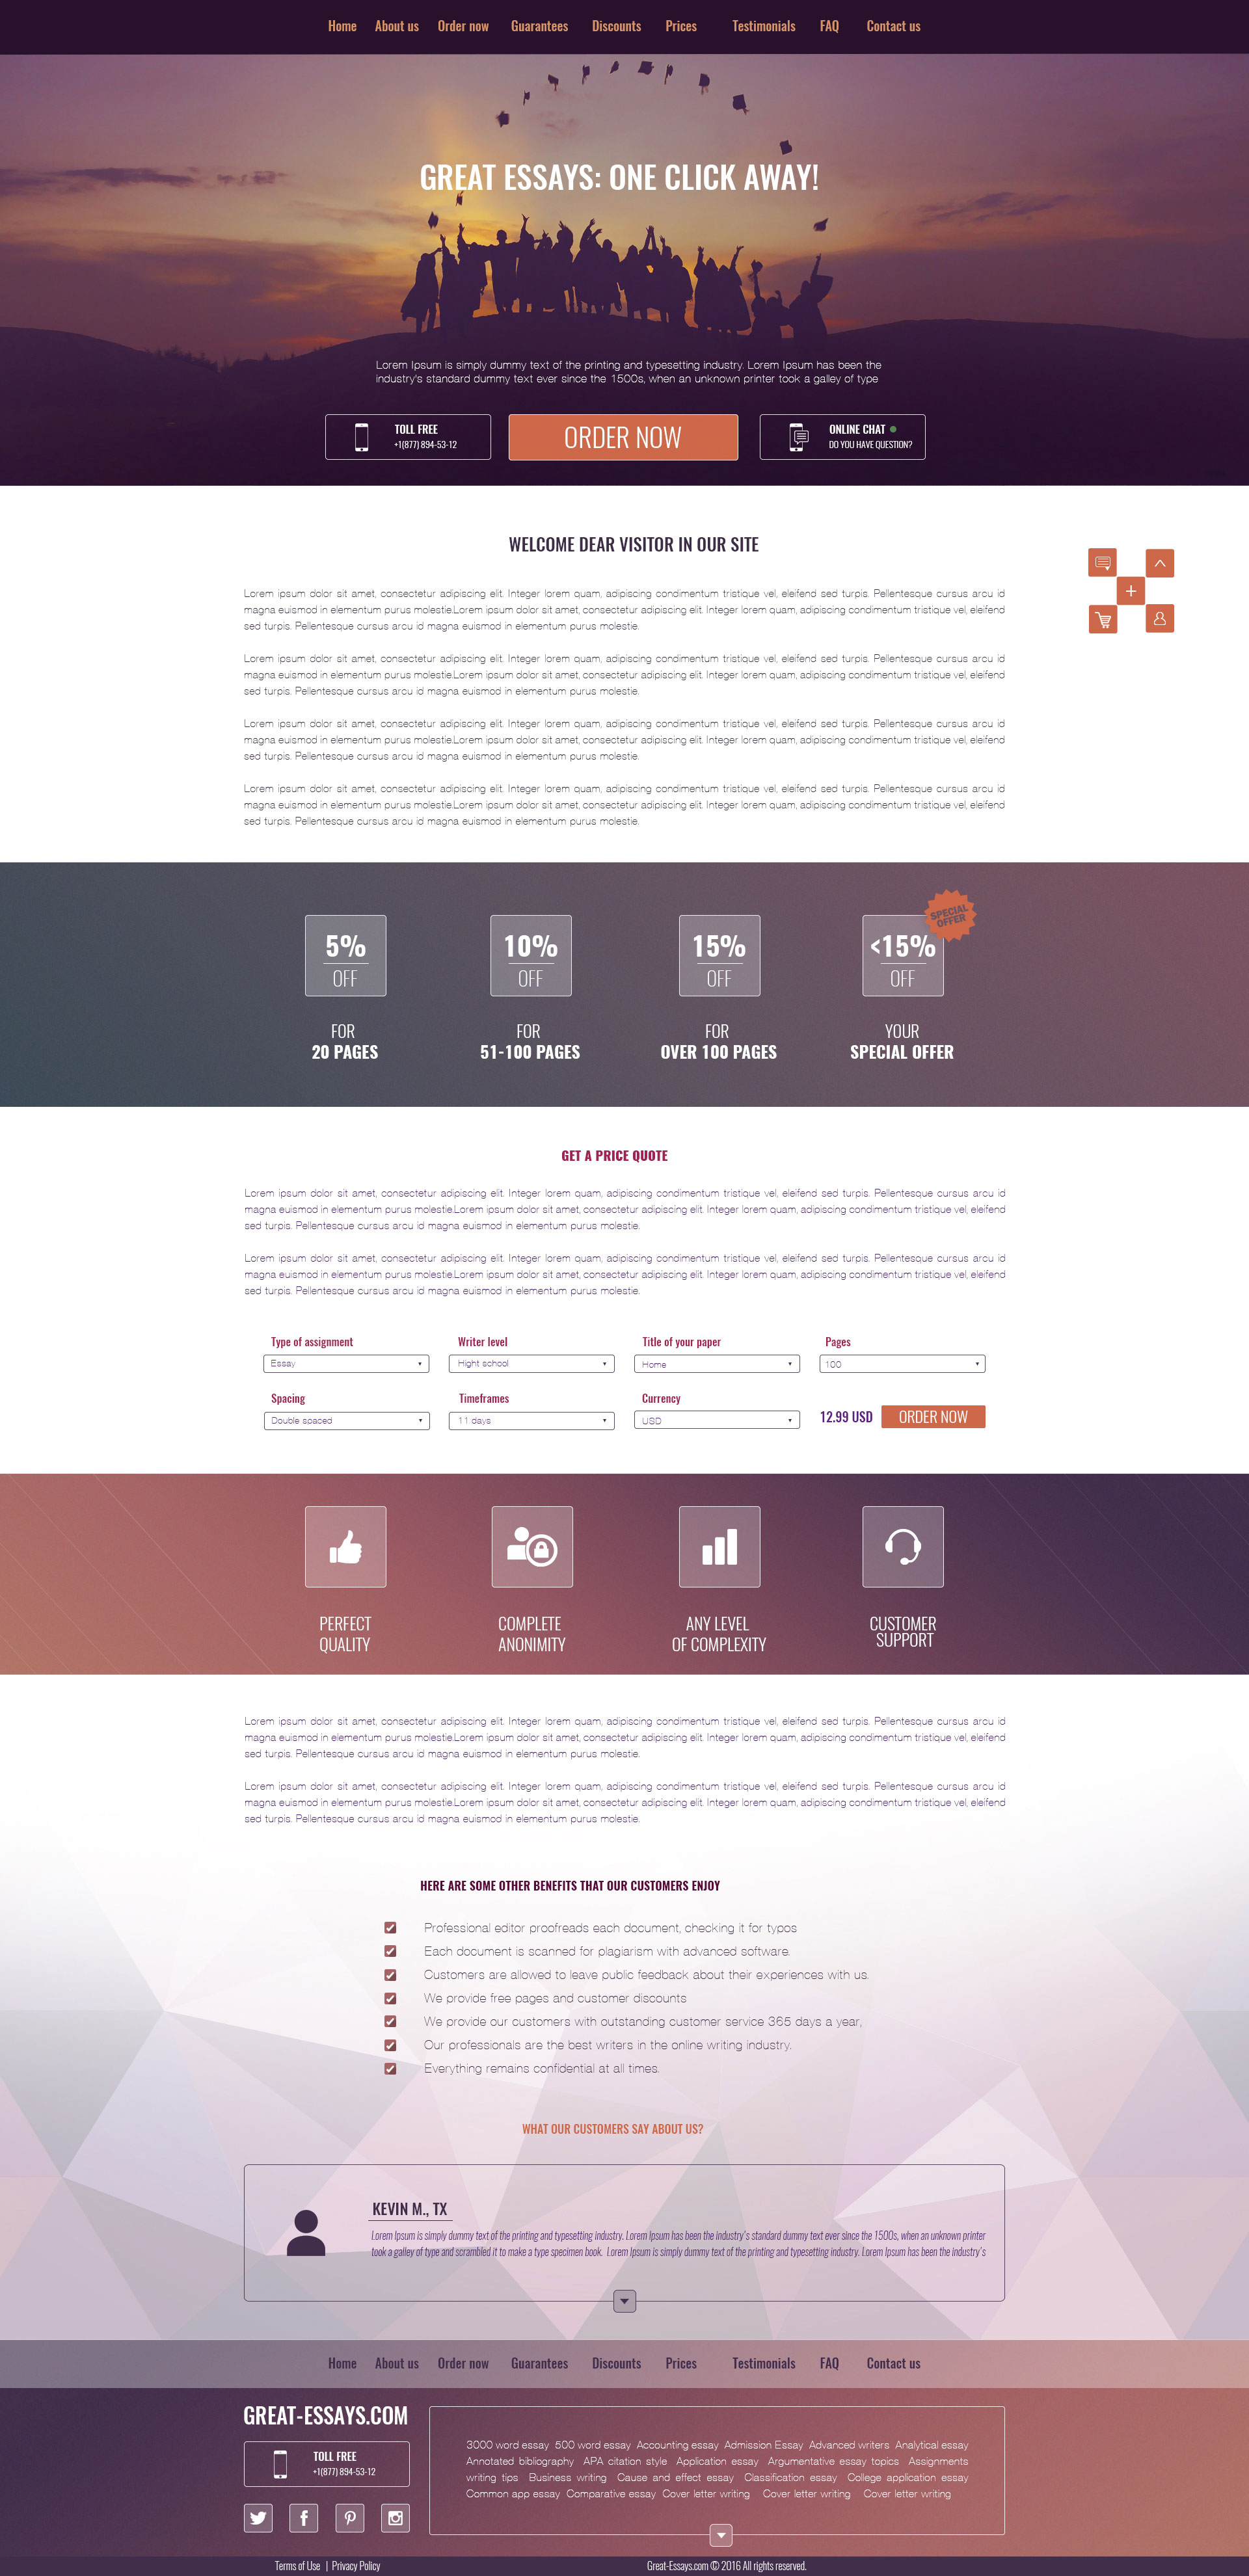 Home About us Order now Guarantees Discounts Prices Testimonials FAQ Contact us
GREAT ESSAYS: ONE CLICK AWAY!
Lorem Ipsum is simply dummy text of the printing and typesetting industry. Lorem Ipsum has been the
industry's standard dummy text ever since the 1500s, when an unknown printer took a galley of type
TOLL FREE
+1(877) 894-53-12
ORDER NOW
ONLINE CHAT
DO YOU HAVE QUESTION?
WELCOME DEAR VISITOR IN OUR SITE
Lorem ipsum dolor sit amet, consectetur adipiscing elit. Integer lorem quam, adipiscing condimentum tristique vel, eleifend sed turpis. Pellentesque cursus arcu id
magna euismod in elementum purus molestie.Lorem ipsum dolor sit amet, consectetur adipiscing elit. Integer lorem quam, adipiscing condimentum tristique vel, eleifend
sed turpis. Pellentesque cursus arcu id magna euismod in elementum purus molestie.
Lorem ipsum dolor sit amet, consectetur adipiscing elit. Integer lorem quam, adipiscing condimentum tristique vel, eleifend sed turpis. Pellentesque cursus arcu id
magna euismod in elementum purus molestie.Lorem ipsum dolor sit amet, consectetur adipiscing elit. Integer lorem quam, adipiscing condimentum tristique vel, eleifend
sed turpis. Pellentesque cursus arcu id magna euismod in elementum purus molestie.
Lorem ipsum dolor sit amet, consectetur adipiscing elit. Integer lorem quam, adipiscing condimentum tristique vel, eleifend sed turpis. Pellentesque cursus arcu id
magna euismod in elementum purus molestie.Lorem ipsum dolor sit amet, consectetur adipiscing elit. Integer lorem quam, adipiscing condimentum tristique vel, eleifend
sed turpis. Pellentesque cursus arcu id magna euismod in elementum purus molestie.
Lorem ipsum dolor sit amet, consectetur adipiscing elit. Integer lorem quam, adipiscing condimentum tristique vel, eleifend sed turpis. Pellentesque cursus arcu id
magna euismod in elementum purus molestie.Lorem ipsum dolor sit amet, consectetur adipiscing elit. Integer lorem quam, adipiscing condimentum tristique vel, eleifend
sed turpis. Pellentesque cursus arcu id magna euismod in elementum purus molestie.
5%
OFF
FOR
20 PAGES
10%
OFF
FOR
51-100 PAGES
15%
OFF
FOR
OVER 100 PAGES
SPECIAL
OFFER
<15%
OFF
YOUR
SPECIAL OFFER
GET A PRICE QUOTE
Lorem ipsum dolor sit amet, consectetur adipiscing elit. Integer lorem quam, adipiscing condimentum tristique vel, eleifend sed turpis. Pellentesque cursus arcu id
magna euismod in elementum purus molestie.Lorem ipsum dolor sit amet, consectetur adipiscing elit. Integer lorem quam, adipiscing condimentum tristique vel, eleifend
sed turpis. Pellentesque cursus arcu id magna euismod in elementum purus molestie.
Lorem ipsum dolor sit amet, consectetur adipiscing elit. Integer lorem quam, adipiscing condimentum tristique vel, eleifend sed turpis. Pellentesque cursus arcu id
magna euismod in elementum purus molestie.Lorem ipsum dolor sit amet, consectetur adipiscing elit. Integer lorem quam, adipiscing condimentum tristique vel, eleifend
sed turpis. Pellentesque cursus arcu id magna euismod in elementum purus molestie.
Type of assignment Writer level Title of your paper Pages
Essay Hight school Home 100
Spacing Timeframes Currency
Double spaced 11 days USD 12.99 USD ORDER NOW
PERFECT
QUALITY
COMPLETE
ANONIMITY
ANY LEVEL
OF COMPLEXITY
CUSTOMER
SUPPORT
Lorem ipsum dolor sit amet, consectetur adipiscing elit. Integer lorem quam, adipiscing condimentum tristique vel, eleifend sed turpis. Pellentesque cursus arcu id
magna euismod in elementum purus molestie.Lorem ipsum dolor sit amet, consectetur adipiscing elit. Integer lorem quam, adipiscing condimentum tristique vel, eleifend
sed turpis. Pellentesque cursus arcu id magna euismod in elementum purus molestie.
Lorem ipsum dolor sit amet, consectetur adipiscing elit. Integer lorem quam, adipiscing condimentum tristique vel, eleifend sed turpis. Pellentesque cursus arcu id
magna euismod in elementum purus molestie.Lorem ipsum dolor sit amet, consectetur adipiscing elit. Integer lorem quam, adipiscing condimentum tristique vel, eleifend
sed turpis. Pellentesque cursus arcu id magna euismod in elementum purus molestie.
HERE ARE SOME OTHER BENEFITS THAT OUR CUSTOMERS ENJOY
Professional editor proofreads each document, checking it for typos
Each document is scanned for plagiarism with advanced software.
Customers are allowed to leave public feedback about their experiences with us.
We provide free pages and customer discounts
We provide our customers with outstanding customer service 365 days a year,
Our professionals are the best writers in the online writing industry.
Everything remains confidential at all times.
WHAT OUR CUSTOMERS SAY ABOUT US?
KEVIN M., TX
Lorem Ipsum is simply dummy text of the printing and typesetting industry. Lorem Ipsum has been the industry's standard dummy text ever since the 1500s, when an unknown printer
took a galley of type and scrambled it to make a type specimen book. Lorem Ipsum is simply dummy text of the printing and typesetting industry. Lorem Ipsum has been the industry's
Home About us Order now Guarantees Discounts Prices Testimonials FAQ Contact us
GREAT-ESSAYS.COM
TOLL FREE
+1(877) 894-53-12
3000 word essay 500 word essay Accounting essay Admission Essay Advanced writers Analytical essay
Annotated bibliography APA citation style Application essay Argumentative essay topics Assignments
writing tips Business writing Cause and effect essay Classification essay College application essay
Common app essay Comparative essay Cover letter writing Cover letter writing Cover letter writing
Terms of Use | Privacy Policy
Great-Essays.com © 2016 All rights reserved.